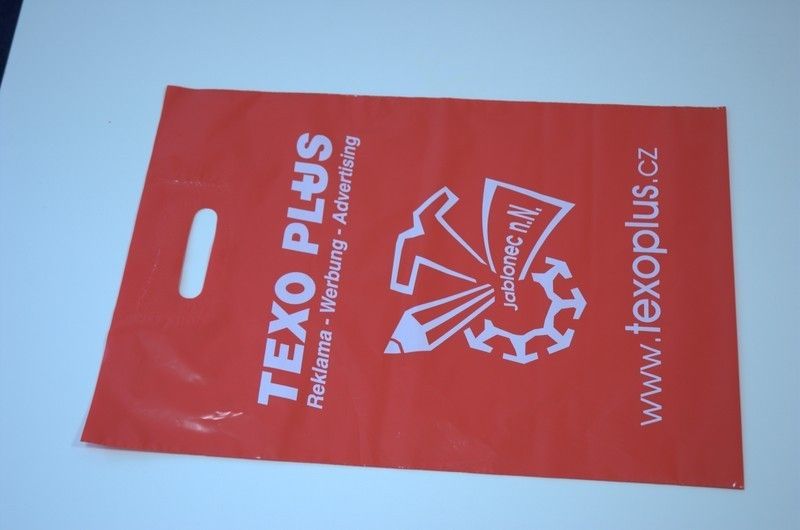 TEXO PLUS
Reklama - Werbung - Advertising
Jablonec n.N.
www.texoplus.cz